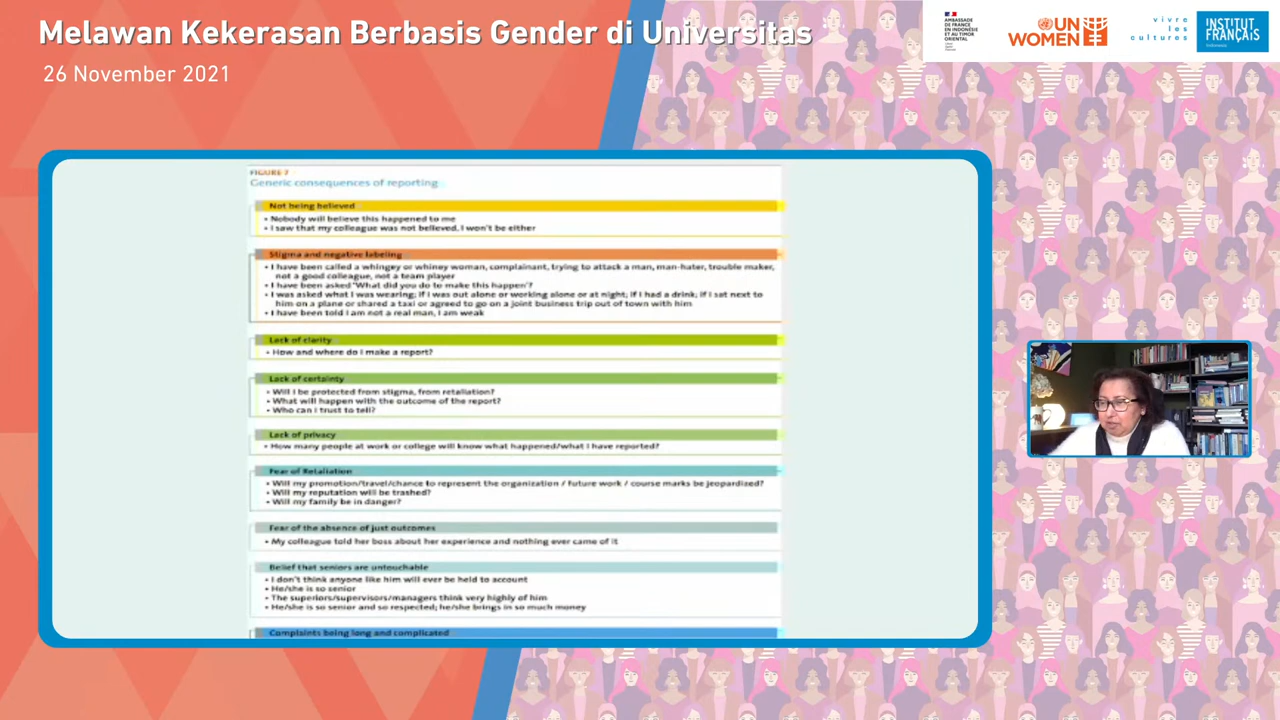 Melawan Kekerasan Berbasis Gender di Universitas
26 November 2021
AMBASSADE
DE FRANCE
EN INDONÉSIE
ET AU TIMOR
ORIENTAL
UN
WOMEN
vivre
les
cultures
INSTITUT
FRANÇAIS
FIGURE 7
Generic consequences of reporting
Not being believed
• Nobody will believe this happened to me
• I saw that my colleague was not believed, I won't be either
Stigma and negative labeling
• I have been called a whingey or whiney woman, complainant, trying to attack a man, man-hater, trouble maker,
not a good colleague, not a team player
• I have been asked 'What did you do to make this happen'?
• I was asked what I was wearing; if I was out alone or working alone or at night; if I had a drink; if I sat next to
him on a plane or shared a taxi or agreed to go on a joint business trip out of town with him
• I have been told I am not a real man, I am weak
Lack of clarity
• How and where do I make a report?
Lack of certainty
• Will I be protected from stigma, from retaliation?
• What will happen with the outcome of the report?
• Who can I trust to tell?
Lack of privacy
• How many people at work or college will know what happened/what I have reported?
Fear of Retaliation
• Will my promotion/travel/chance to represent the organization / future work / course marks be jeopardized?
• Will my reputation will be trashed?
• Will my family be in danger?
Fear of the absence of just outcomes
• My colleague told her boss about her experience and nothing ever came of it
Belief that seniors are untouchable
• I don't think anyone like him will ever be held to account
• He/she is so senior
• The superiors/supervisors/managers think very highly of him
• He/she is so senior and so respected; he/she brings in so much money
Complaints being long and complicated